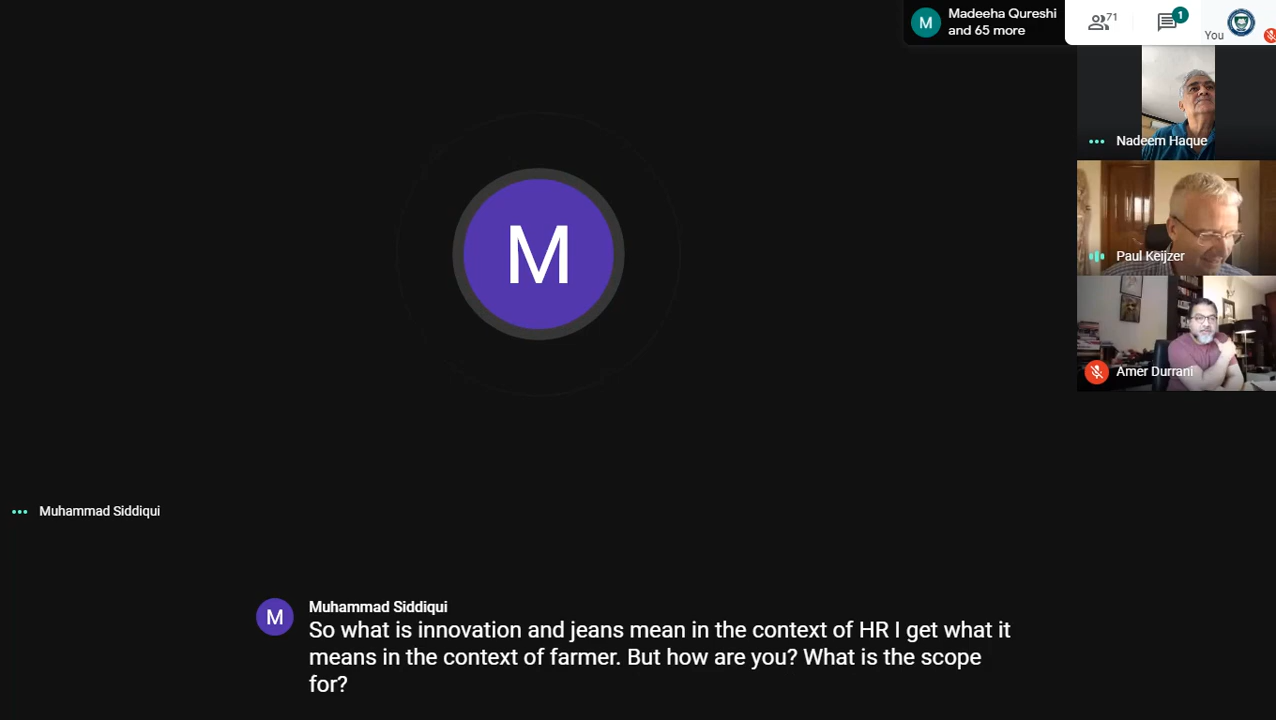 M
Madeeha Qureshi
and 65 more
71
1
You
Nadeem Haque
M
Paul Keijzer
Amer Durrani
Muhammad Siddiqui
M
Muhammad Siddiqui
So what is innovation and jeans mean in the context of HR I get what it
means in the context of farmer. But how are you? What is the scope
for?